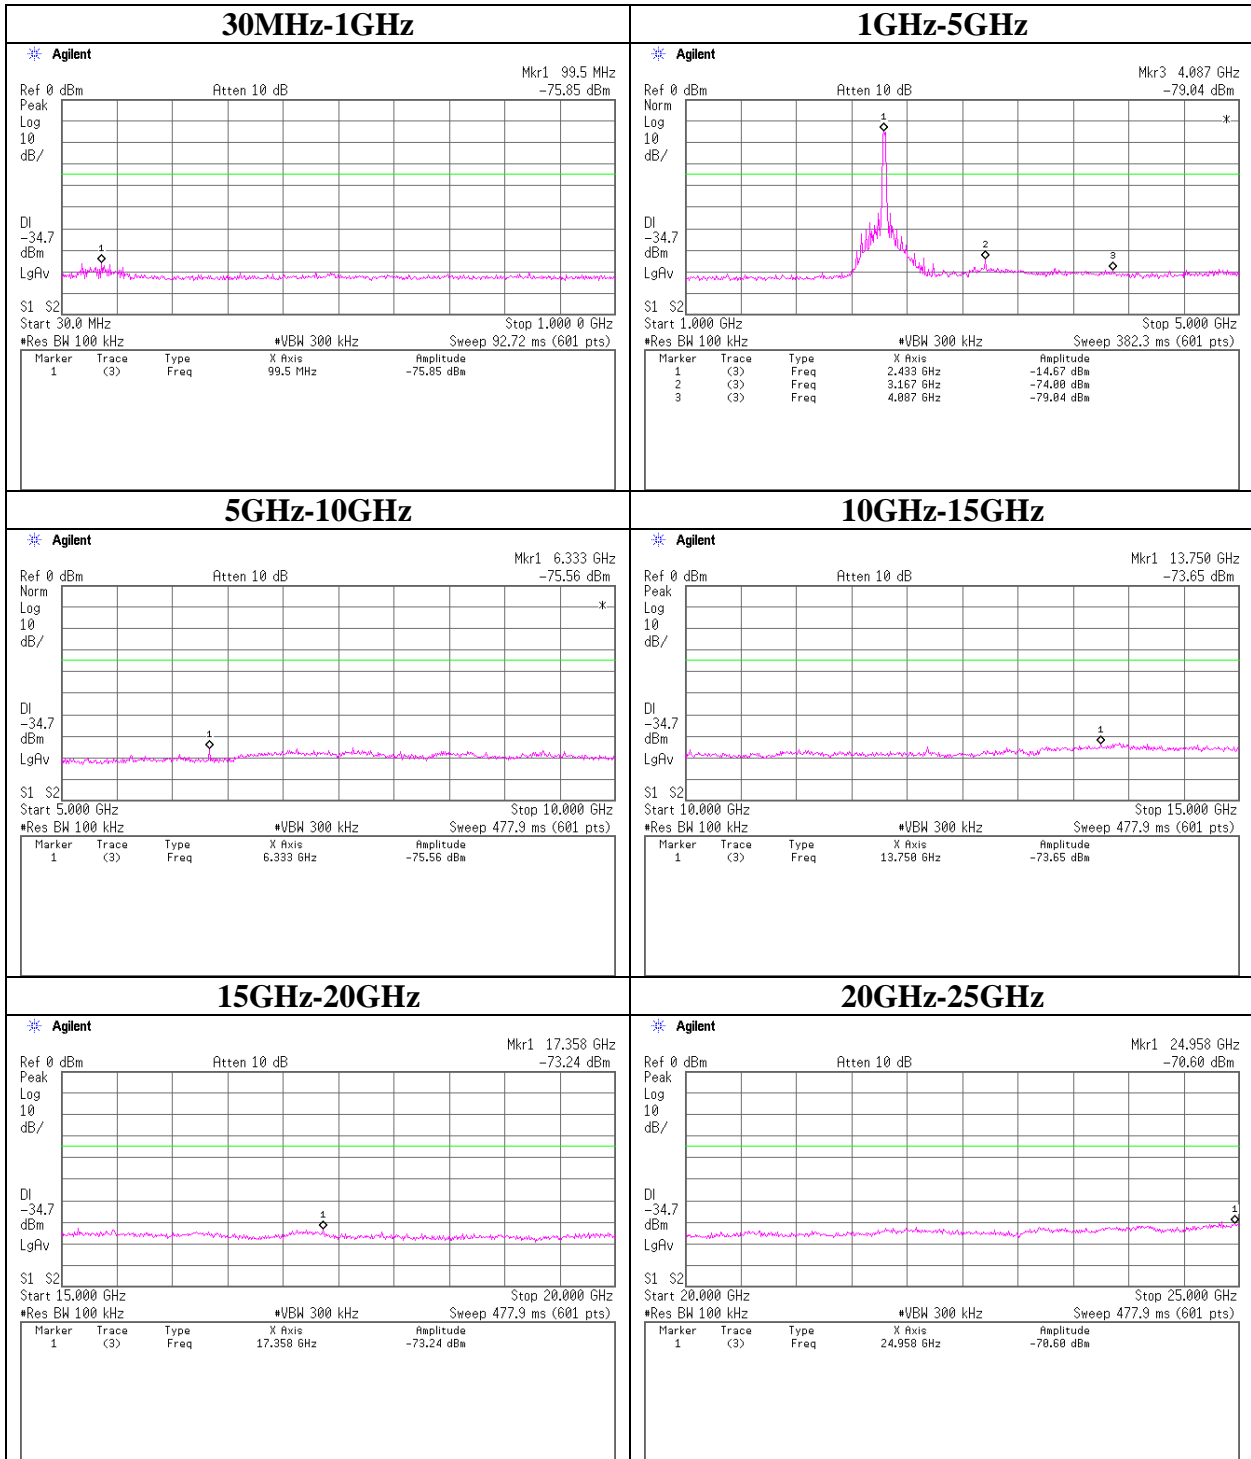 30MHz-1GHz
Agilent
Mkr1 99.5 MHz
Ref 0 dBm Atten 10 dB -75.85 dBm
Peak
Log
10
dB/
DI
-34.7
dBm
LgAv
S1 S2
1
Start 30.0 MHz Stop 1.000 0 GHz
#Res BW 100 kHz #VBW 300 kHz Sweep 92.72 ms (601 pts)
Marker Trace Type X Axis Amplitude
1 (3) Freq 99.5 MHz -75.85 dBm
1GHz-5GHz
Agilent
Mkr3 4.087 GHz
Ref 0 dBm Atten 10 dB -79.04 dBm
Norm
Log
10
dB/
DI
-34.7
dBm
LgAv
S1 S2
1
2
3
*
Start 1.000 GHz Stop 5.000 GHz
#Res BW 100 kHz #VBW 300 kHz Sweep 382.3 ms (601 pts)
Marker Trace Type X Axis Amplitude
1 (3) Freq 2.433 GHz -14.67 dBm
2 (3) Freq 3.167 GHz -74.00 dBm
3 (3) Freq 4.087 GHz -79.04 dBm
5GHz-10GHz
Agilent
Mkr1 6.333 GHz
Ref 0 dBm Atten 10 dB -75.56 dBm
Norm
Log
10
dB/
DI
-34.7
dBm
LgAv
S1 S2
1
*
Start 5.000 GHz Stop 10.000 GHz
#Res BW 100 kHz #VBW 300 kHz Sweep 477.9 ms (601 pts)
Marker Trace Type X Axis Amplitude
1 (3) Freq 6.333 GHz -75.56 dBm
10GHz-15GHz
Agilent
Mkr1 13.750 GHz
Ref 0 dBm Atten 10 dB -73.65 dBm
Peak
Log
10
dB/
DI
-34.7
dBm
LgAv
S1 S2
1
Start 10.000 GHz Stop 15.000 GHz
#Res BW 100 kHz #VBW 300 kHz Sweep 477.9 ms (601 pts)
Marker Trace Type X Axis Amplitude
1 (3) Freq 13.750 GHz -73.65 dBm
15GHz-20GHz
Agilent
Mkr1 17.358 GHz
Ref 0 dBm Atten 10 dB -73.24 dBm
Peak
Log
10
dB/
DI
-34.7
dBm
LgAv
S1 S2
1
Start 15.000 GHz Stop 20.000 GHz
#Res BW 100 kHz #VBW 300 kHz Sweep 477.9 ms (601 pts)
Marker Trace Type X Axis Amplitude
1 (3) Freq 17.358 GHz -73.24 dBm
20GHz-25GHz
Agilent
Mkr1 24.958 GHz
Ref 0 dBm Atten 10 dB -70.60 dBm
Peak
Log
10
dB/
DI
-34.7
dBm
LgAv
S1 S2
1
Start 20.000 GHz Stop 25.000 GHz
#Res BW 100 kHz #VBW 300 kHz Sweep 477.9 ms (601 pts)
Marker Trace Type X Axis Amplitude
1 (3) Freq 24.958 GHz -70.60 dBm